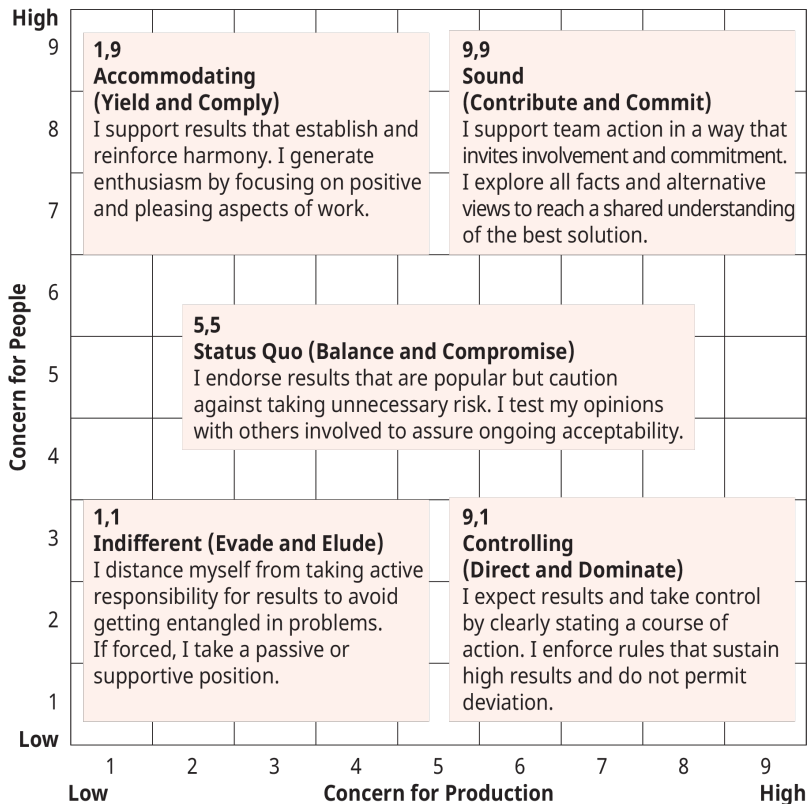 High
9
1,9
Accommodating
(Yield and Comply)
I support results that establish and
reinforce harmony. I generate
enthusiasm by focusing on positive
and pleasing aspects of work.
9,9
Sound
(Contribute and Commit)
I support team action in a way that
invites involvement and commitment.
I explore all facts and alternative
views to reach a shared understanding
of the best solution.
8
7
6
Concern for People
5,5
Status Quo (Balance and Compromise)
I endorse results that are popular but caution
against taking unnecessary risk. I test my opinions
with others involved to assure ongoing acceptability.
5
4
1,1
Indifferent (Evade and Elude)
I distance myself from taking active
responsibility for results to avoid
getting entangled in problems.
If forced, I take a passive or
supportive position.
9,1
Controlling
(Direct and Dominate)
I expect results and take control
by clearly stating a course of
action. I enforce rules that sustain
high results and do not permit
deviation.
3
2
1
Low
1 2 3 4 5 6 7 8 9
Low Concern for Production High